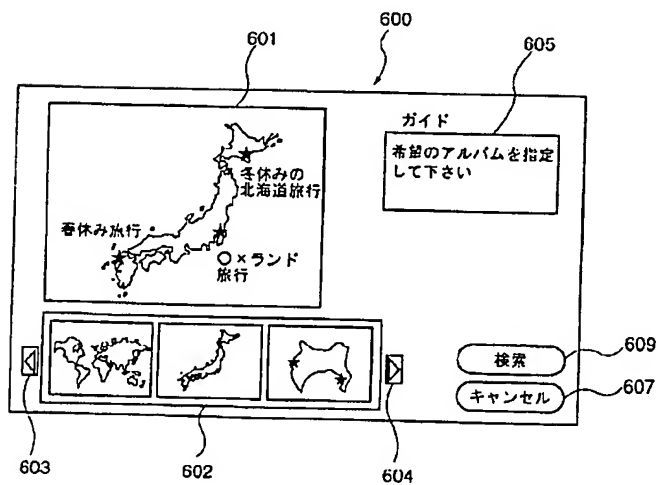 600
601
605
ガイド
希望のアルバムを指定
して下さい
冬休みの
北海道旅行
春休み旅行
○×ランド
旅行
検索
609
キャンセル
607
603
602
604